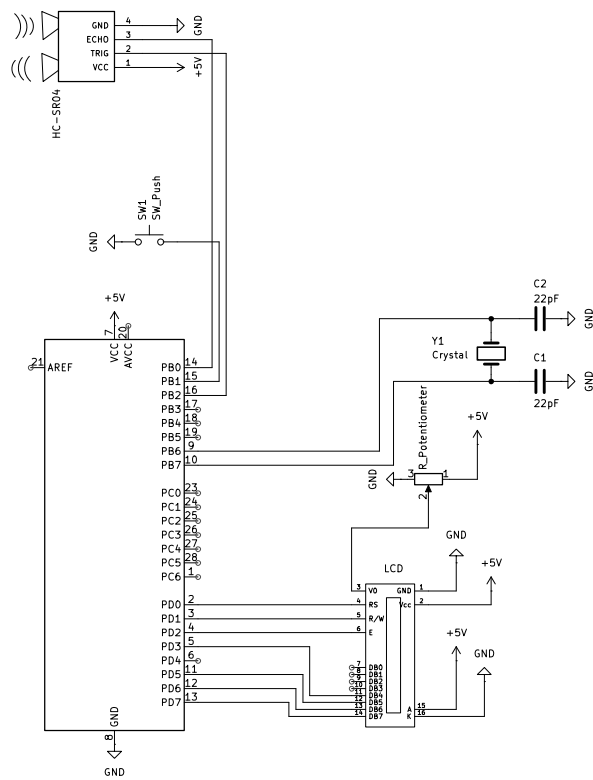 GND 4 GND
ECHO 3
TRIG 2
VCC 1 +5V
HC-SR04
SW1
SW_Push
GND
+5V
7 20
VCC AVCC
21 AREF
PB0 14
PB1 15
PB2 16
PB3 17
PB4 18
PB5 19
PB6 9
PB7 10
PC0 23
PC1 24
PC2 25
PC3 26
PC4 27
PC5 28
PC6 1
PD0 2
PD1 3
PD2 4
PD3 5
PD4 6
PD5 11
PD6 12
PD7 13
GND
8
GND
C2
22pF
GND
Y1
Crystal
C1
22pF
GND
R_Potentiometer
+5V
GND 3 1
2
GND
+5V
LCD
3 VO GND 1
4 RS Vcc 2
5 R/W
6 E
+5V
GND
7 DB0
8 DB1
9 DB2
10 DB3
11 DB4
12 DB5
13 DB6 A 15
14 DB7 K 16